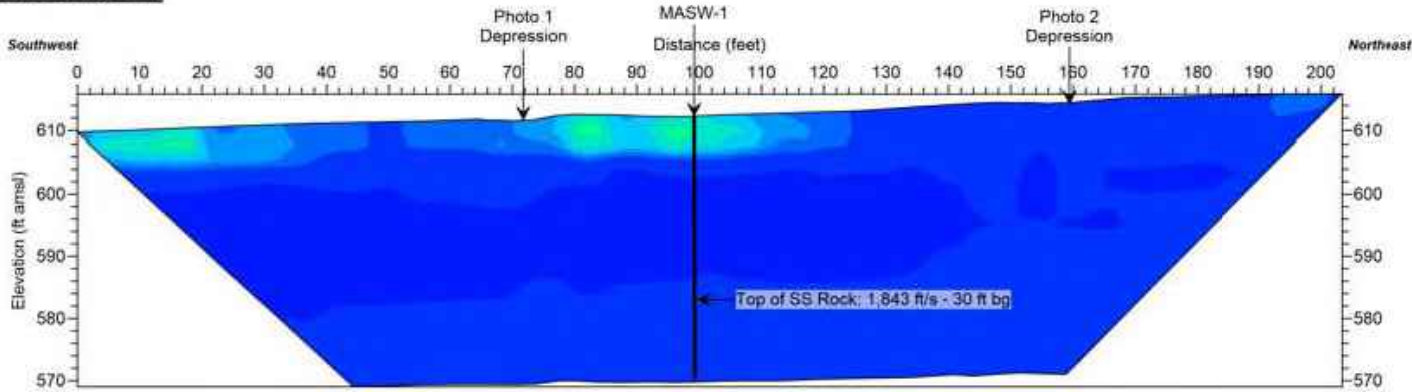 Photo 1
Depression
MASW-1
Photo 2
Depression
Southwest
Distance (feet)
Northeast
0 10 20 30 40 50 60 70 80 90 100 110 120 130 140 150 160 170 180 190 200
610 610
600 600
590 590
580 580
570 570
Elevation (ft amsl)
Top of SS Rock: 1,843 ft/s - 30 ft bg